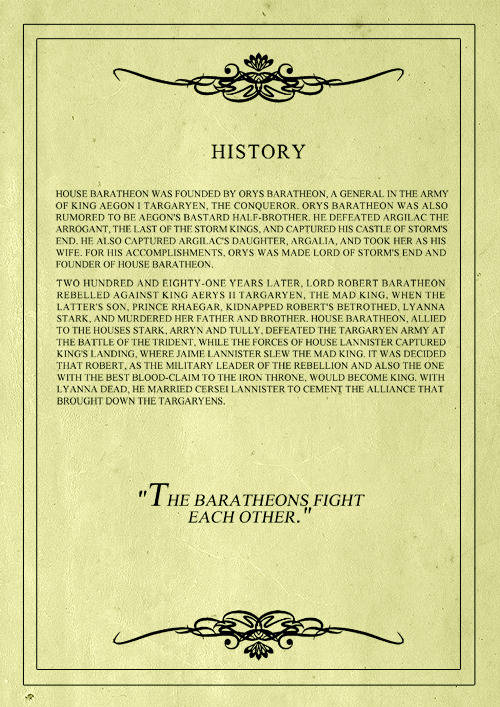 HISTORY
HOUSE BARATHEON WAS FOUNDED BY ORYS BARATHEON, A GENERAL IN THE ARMY
OF KING AEGON I TARGARYEN, THE CONQUEROR. ORYS BARATHEON WAS ALSO
RUMORED TO BE AEGON'S BASTARD HALF-BROTHER. HE DEFEATED ARGILAC THE
ARROGANT, THE LAST OF THE STORM KINGS, AND CAPTURED HIS CASTLE OF STORM'S
END. HE ALSO CAPTURED ARGILAC'S DAUGHTER, ARGALIA, AND TOOK HER AS HIS
WIFE. FOR HIS ACCOMPLISHMENTS, ORYS WAS MADE LORD OF STORM'S END AND
FOUNDER OF HOUSE BARATHEON.
TWO HUNDRED AND EIGHTY-ONE YEARS LATER, LORD ROBERT BARATHEON
REBELLED AGAINST KING AERYS II TARGARYEN, THE MAD KING, WHEN THE
LATTER'S SON, PRINCE RHAEGAR, KIDNAPPED ROBERT'S BETROTHED, LYANNA
STARK, AND MURDERED HER FATHER AND BROTHER. HOUSE BARATHEON, ALLIED
TO THE HOUSES STARK, ARRYN AND TULLY, DEFEATED THE TARGARYEN ARMY AT
THE BATTLE OF THE TRIDENT, WHILE THE FORCES OF HOUSE LANNISTER CAPTURED
KING'S LANDING, WHERE JAIME LANNISTER SLEW THE MAD KING. IT WAS DECIDED
THAT ROBERT, AS THE MILITARY LEADER OF THE REBELLION AND ALSO THE ONE
WITH THE BEST BLOOD-CLAIM TO THE IRON THRONE, WOULD BECOME KING. WITH
LYANNA DEAD, HE MARRIED CERSEI LANNISTER TO CEMENT THE ALLIANCE THAT
BROUGHT DOWN THE TARGARYENS.
"THE BARATHEONS FIGHT
EACH OTHER."